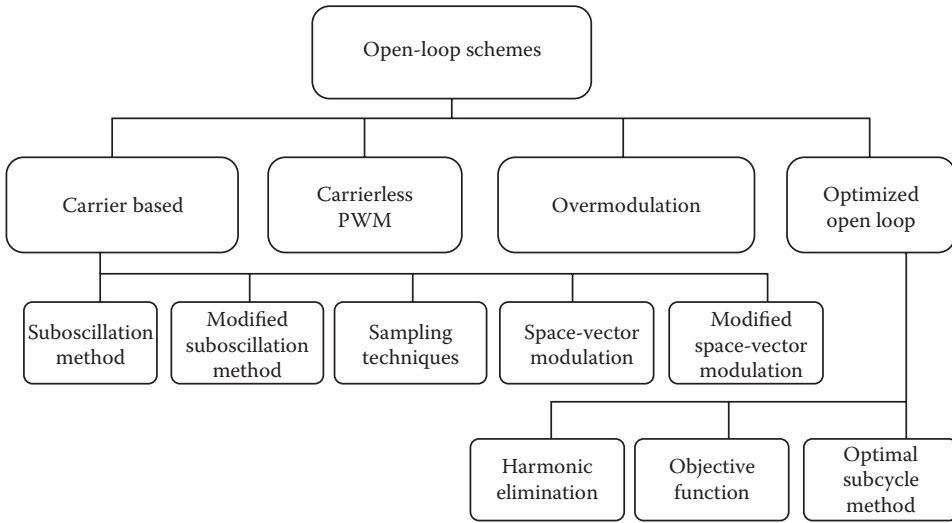 Open-loop schemes
Carrier based
Carrierless
PWM
Overmodulation
Optimized
open loop
Suboscillation
method
Modified
suboscillation
method
Sampling
techniques
Space-vector
modulation
Modified
space-vector
modulation
Harmonic
elimination
Objective
function
Optimal
subcycle
method